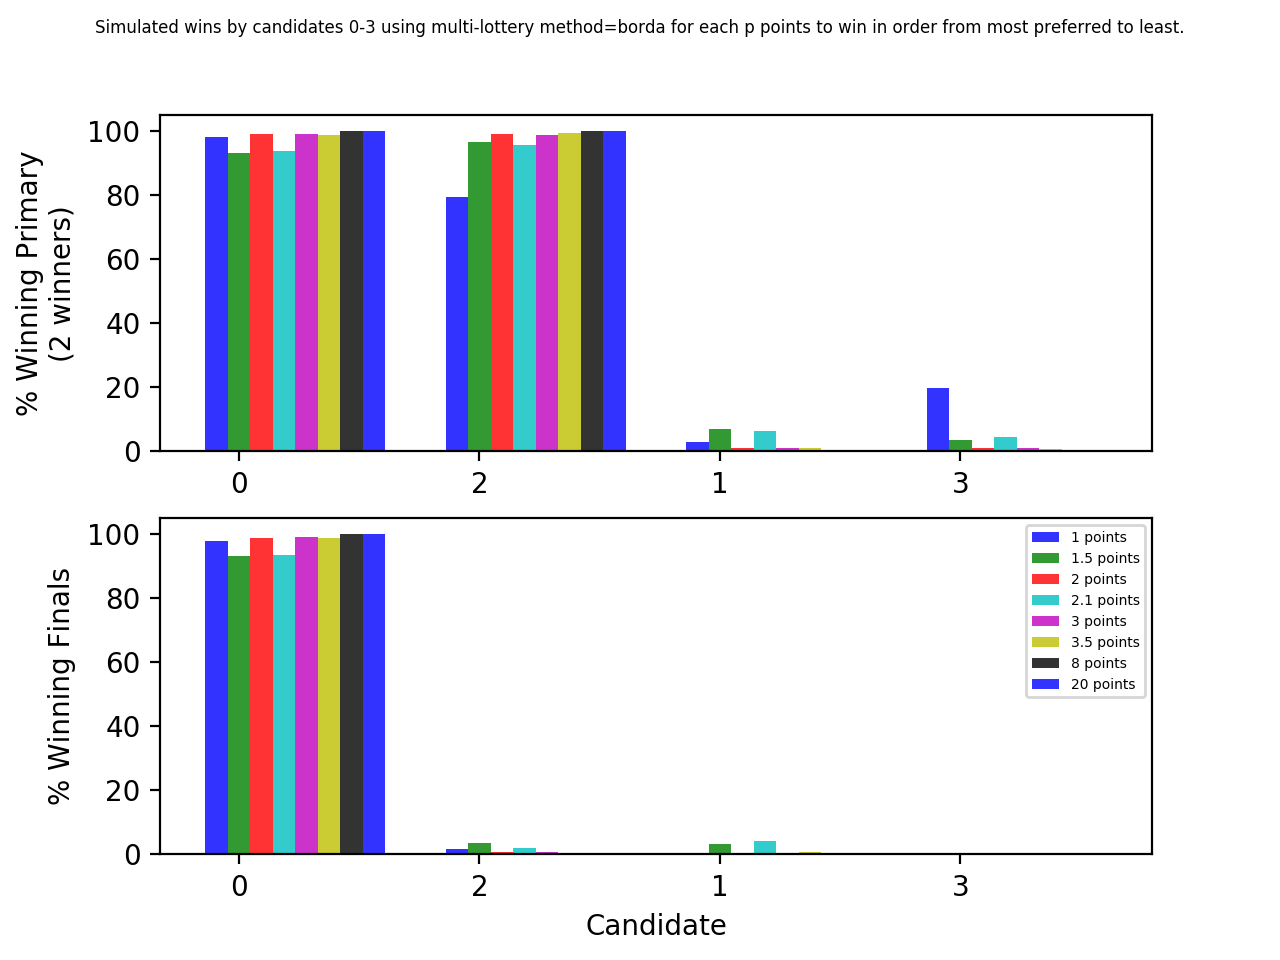 Simulated wins by candidates 0-3 using multi-lottery method=borda for each p points to win in order from most preferred to least.
% Winning Primary
(2 winners)
100
80
60
40
20
0
0 2 1 3
% Winning Finals
100
80
60
40
20
0
1 points
1.5 points
2 points
2.1 points
3 points
3.5 points
8 points
20 points
0 2 1 3
Candidate